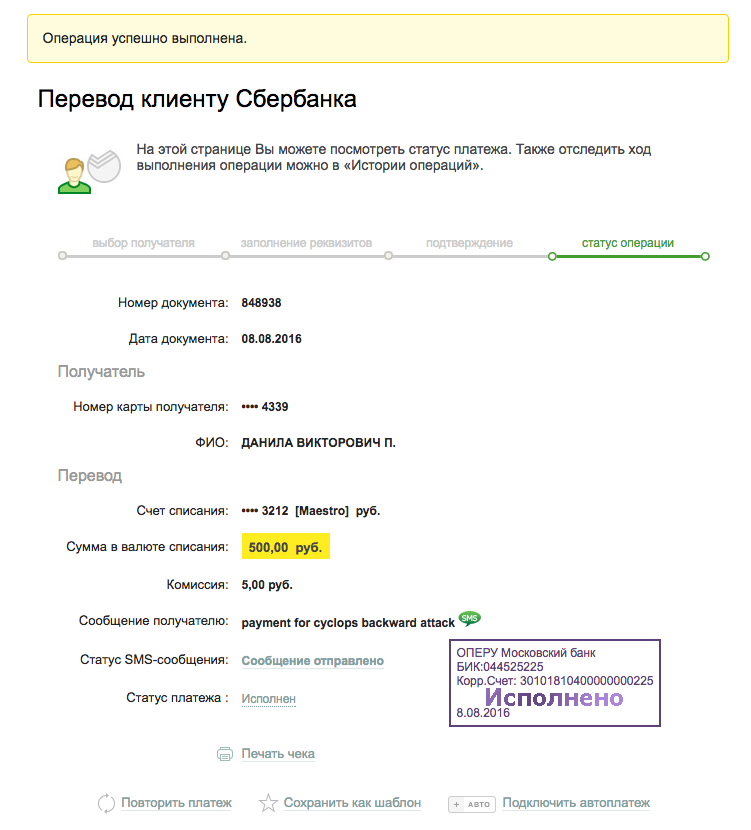 Операция успешно выполнена.
Перевод клиенту Сбербанка
На этой странице Вы можете посмотреть статус платежа. Также отследить ход
выполнения операции можно в «Истории операций».
выбор получателя заполнение реквизитов подтверждение статус операции
Номер документа: 848938
Дата документа: 08.08.2016
Получатель
Номер карты получателя: •••• 4339
ФИО: ДАНИЛА ВИКТОРОВИЧ П.
Перевод
Счет списания: •••• 3212 [Maestro] руб.
Сумма в валюте списания: 500,00 руб.
Комиссия: 5,00 руб.
Сообщение получателю: payment for cyclops backward attack SMS
Статус SMS-сообщения: Сообщение отправлено
Статус платежа : Исполнен
ОПЕРУ Московский банк
БИК:044525225
Корр.Счет: 30101810400000000225
Исполнено
8.08.2016
Печать чека
Повторить платеж Сохранить как шаблон + АВТО Подключить автоплатеж